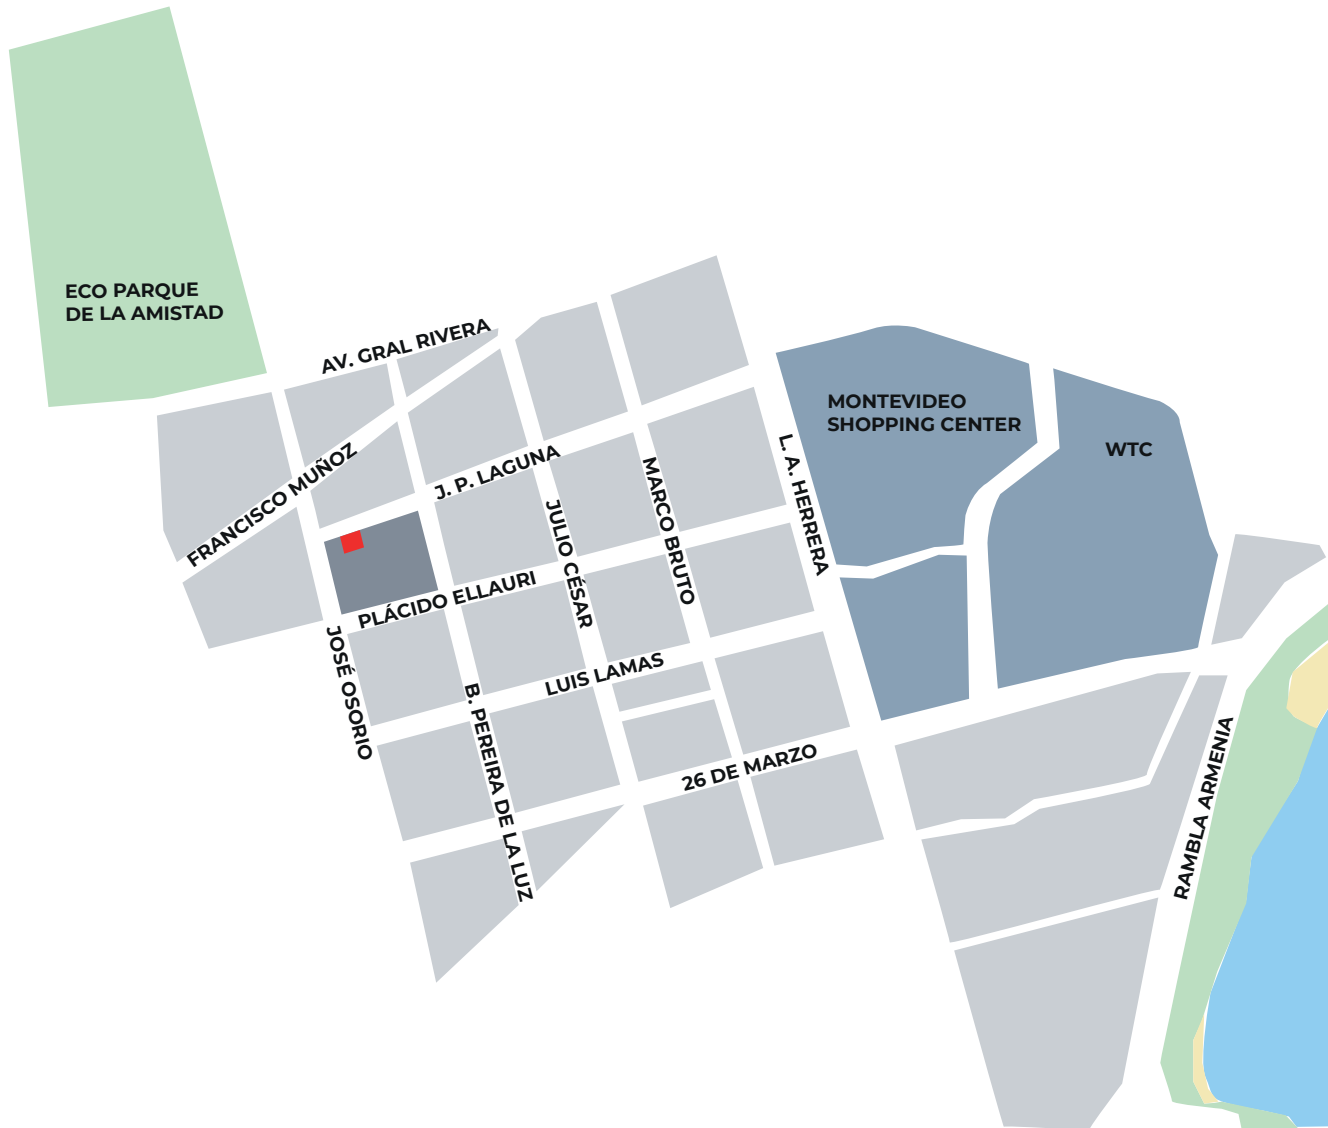 ECO PARQUE
DE LA AMISTAD
AV. GRAL RIVERA
FRANCISCO MUÑOZ
J. P. LAGUNA
MONTEVIDEO
SHOPPING CENTER
WTC
L. A. HERRERA
MARCO BRUTO
JULIO CÉSAR
PLÁCIDO ELLAURI
JOSÉ OSORIO
LUIS LAMAS
B. PEREIRA DE LA LUZ
26 DE MARZO
RAMBLA ARMENIA